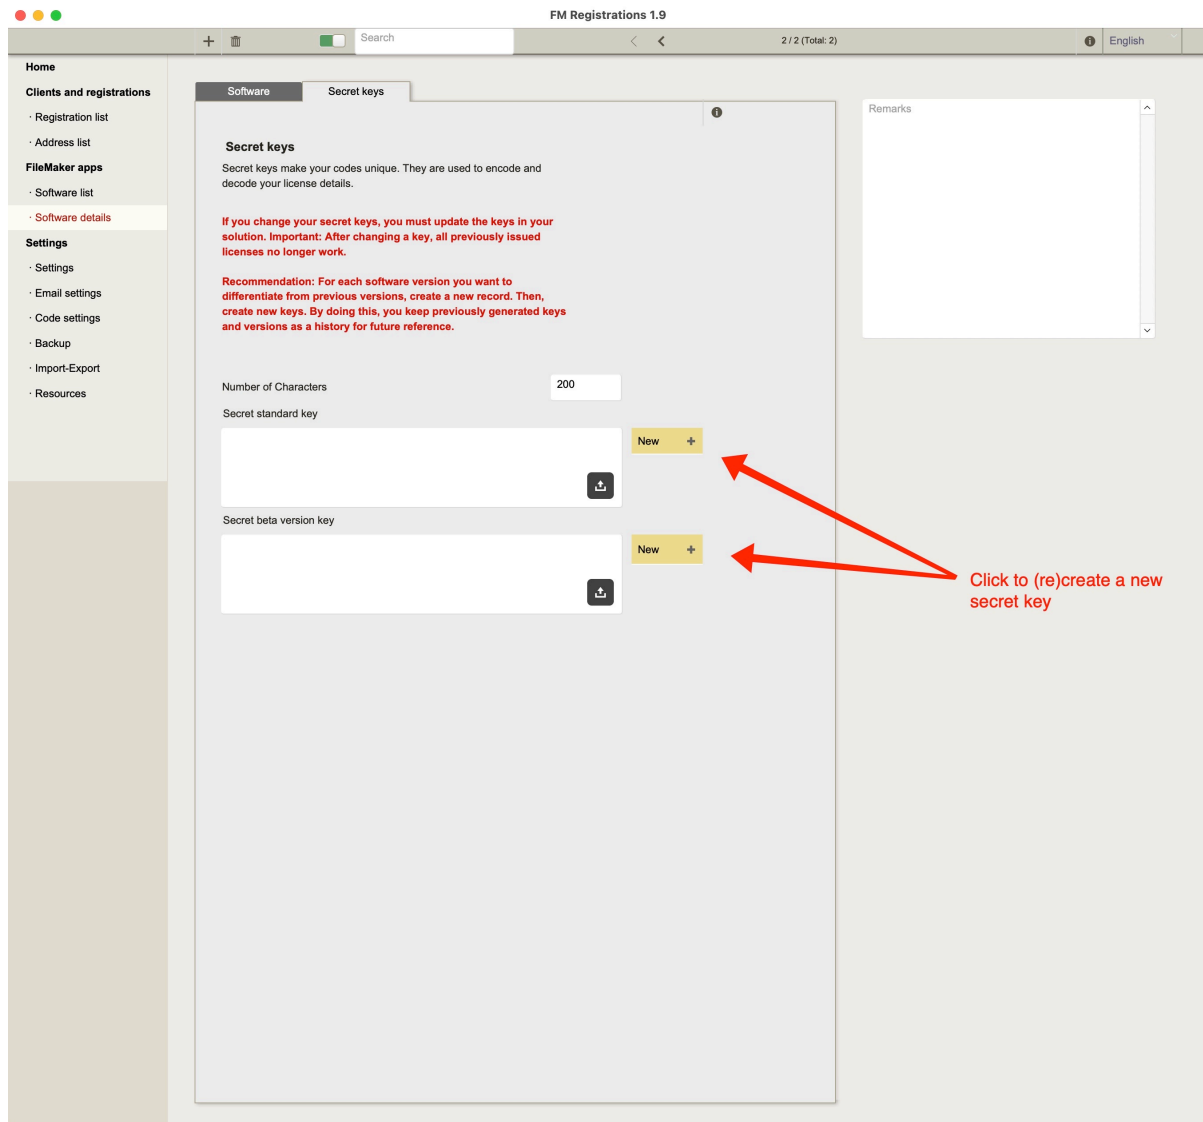 FM Registrations 1.9
Search
2 / 2 (Total: 2)
English
Home
Clients and registrations
· Registration list
· Address list
FileMaker apps
· Software list
· Software details
Settings
· Settings
· Email settings
· Code settings
· Backup
· Import-Export
· Resources
Software
Secret keys
Secret keys
Secret keys make your codes unique. They are used to encode and
decode your license details.
If you change your secret keys, you must update the keys in your
solution. Important: After changing a key, all previously issued
licenses no longer work.
Recommendation: For each software version you want to
differentiate from previous versions, create a new record. Then,
create new keys. By doing this, you keep previously generated keys
and versions as a history for future reference.
Number of Characters
200
Secret standard key
New
Secret beta version key
New
Remarks
Click to (re)create a new
secret key